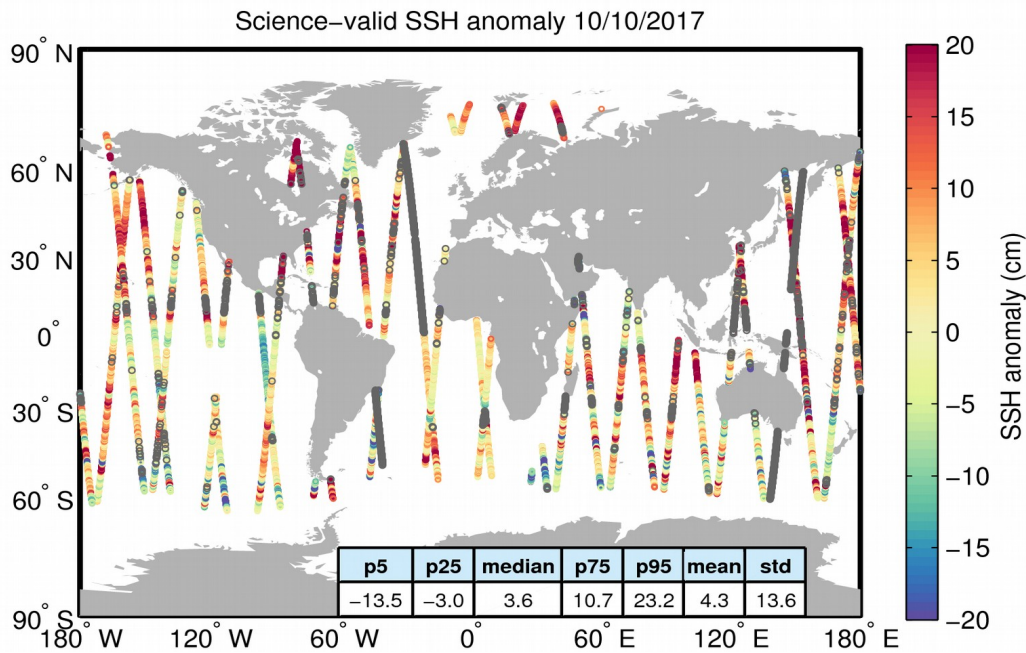 Science−valid SSH anomaly 10/10/2017
90° N
60° N
30° N
0°
30° S
60° S
90° S
180° W
120° W
60° W
0°
60° E
120° E
180° E
p5 p25 median p75 p95 mean std
−13.5 −3.0 3.6 10.7 23.2 4.3 13.6
20
15
10
5
0
−5
−10
−15
−20
SSH anomaly (cm)